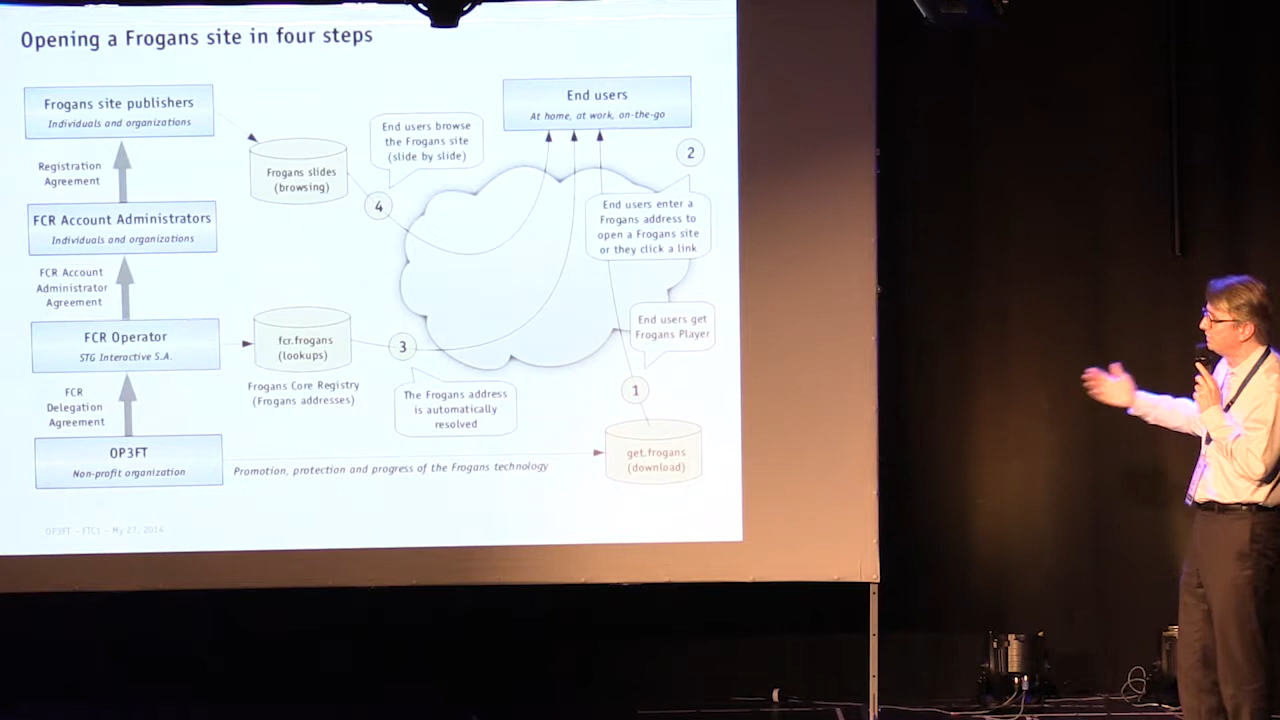 Opening a Frogans site in four steps
Frogans site publishers
Individuals and organizations
Registration
Agreement
FCR Account Administrators
Individuals and organizations
FCR Account
Administrator
Agreement
FCR Operator
STG Interactive S.A.
FCR
Delegation
Agreement
OP3FT
Non-profit organization
Promotion, protection and progress of the Frogans technology
Frogans slides
(browsing)
End users browse
the Frogans site
(slide by slide)
4
fcr.frogans
(lookups)
Frogans Core Registry
(Frogans addresses)
3
The Frogans address
is automatically
resolved
End users
At home, at work, on-the-go
2
End users enter a
Frogans address to
open a Frogans site
or they click a link
End users get
Frogans Player
1
get.frogans
(download)
OP3FT – FTC1 – My 27, 2014